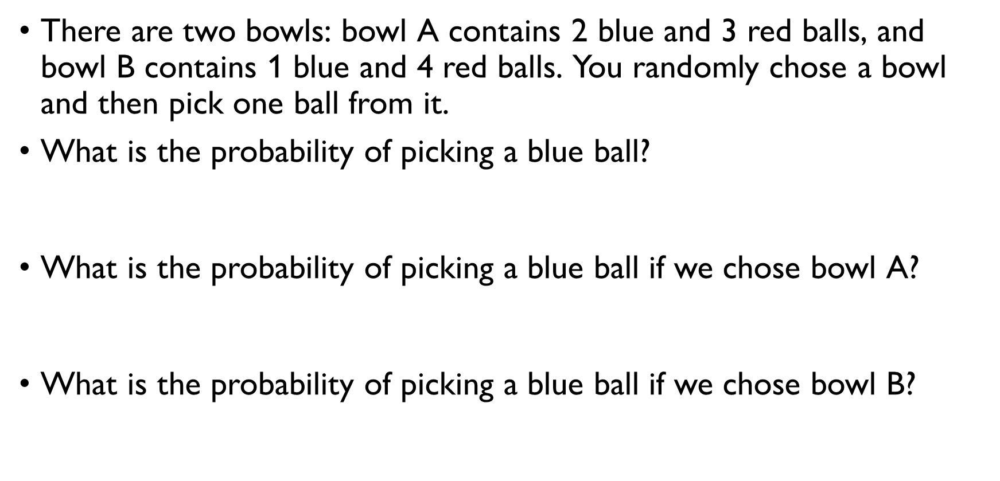 • There are two bowls: bowl A contains 2 blue and 3 red balls, and
bowl B contains 1 blue and 4 red balls. You randomly chose a bowl
and then pick one ball from it.
• What is the probability of picking a blue ball?
• What is the probability of picking a blue ball if we chose bowl A?
• What is the probability of picking a blue ball if we chose bowl B?